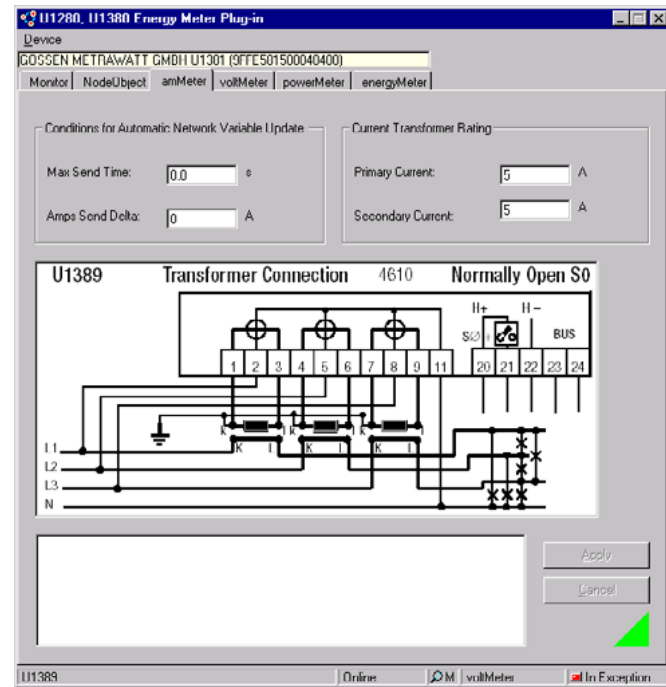 U1280, U1380 Energy Meter Plug-in
Device
GOSSEN METRAWATT GMBH U1301 (9FFE501500040400)
Monitor NodeObject amMeter voltMeter powerMeter energyMeter
Conditions for Automatic Network Variable Update Current Transformer Rating
Max Send Time: 0.0 s Primary Current: 5 A
Amps Send Delta: 0 A Secondary Current: 5 A
U1389 Transformer Connection 4610 Normally Open S0
H+ H-
SØ BUS
1 2 3 4 5 6 7 8 9 11 20 21 22 23 24
k l k l k l
K L K L K L
L1
L2
L3
N
Apply
Cancel
U1389 Online M voltMeter In Exception